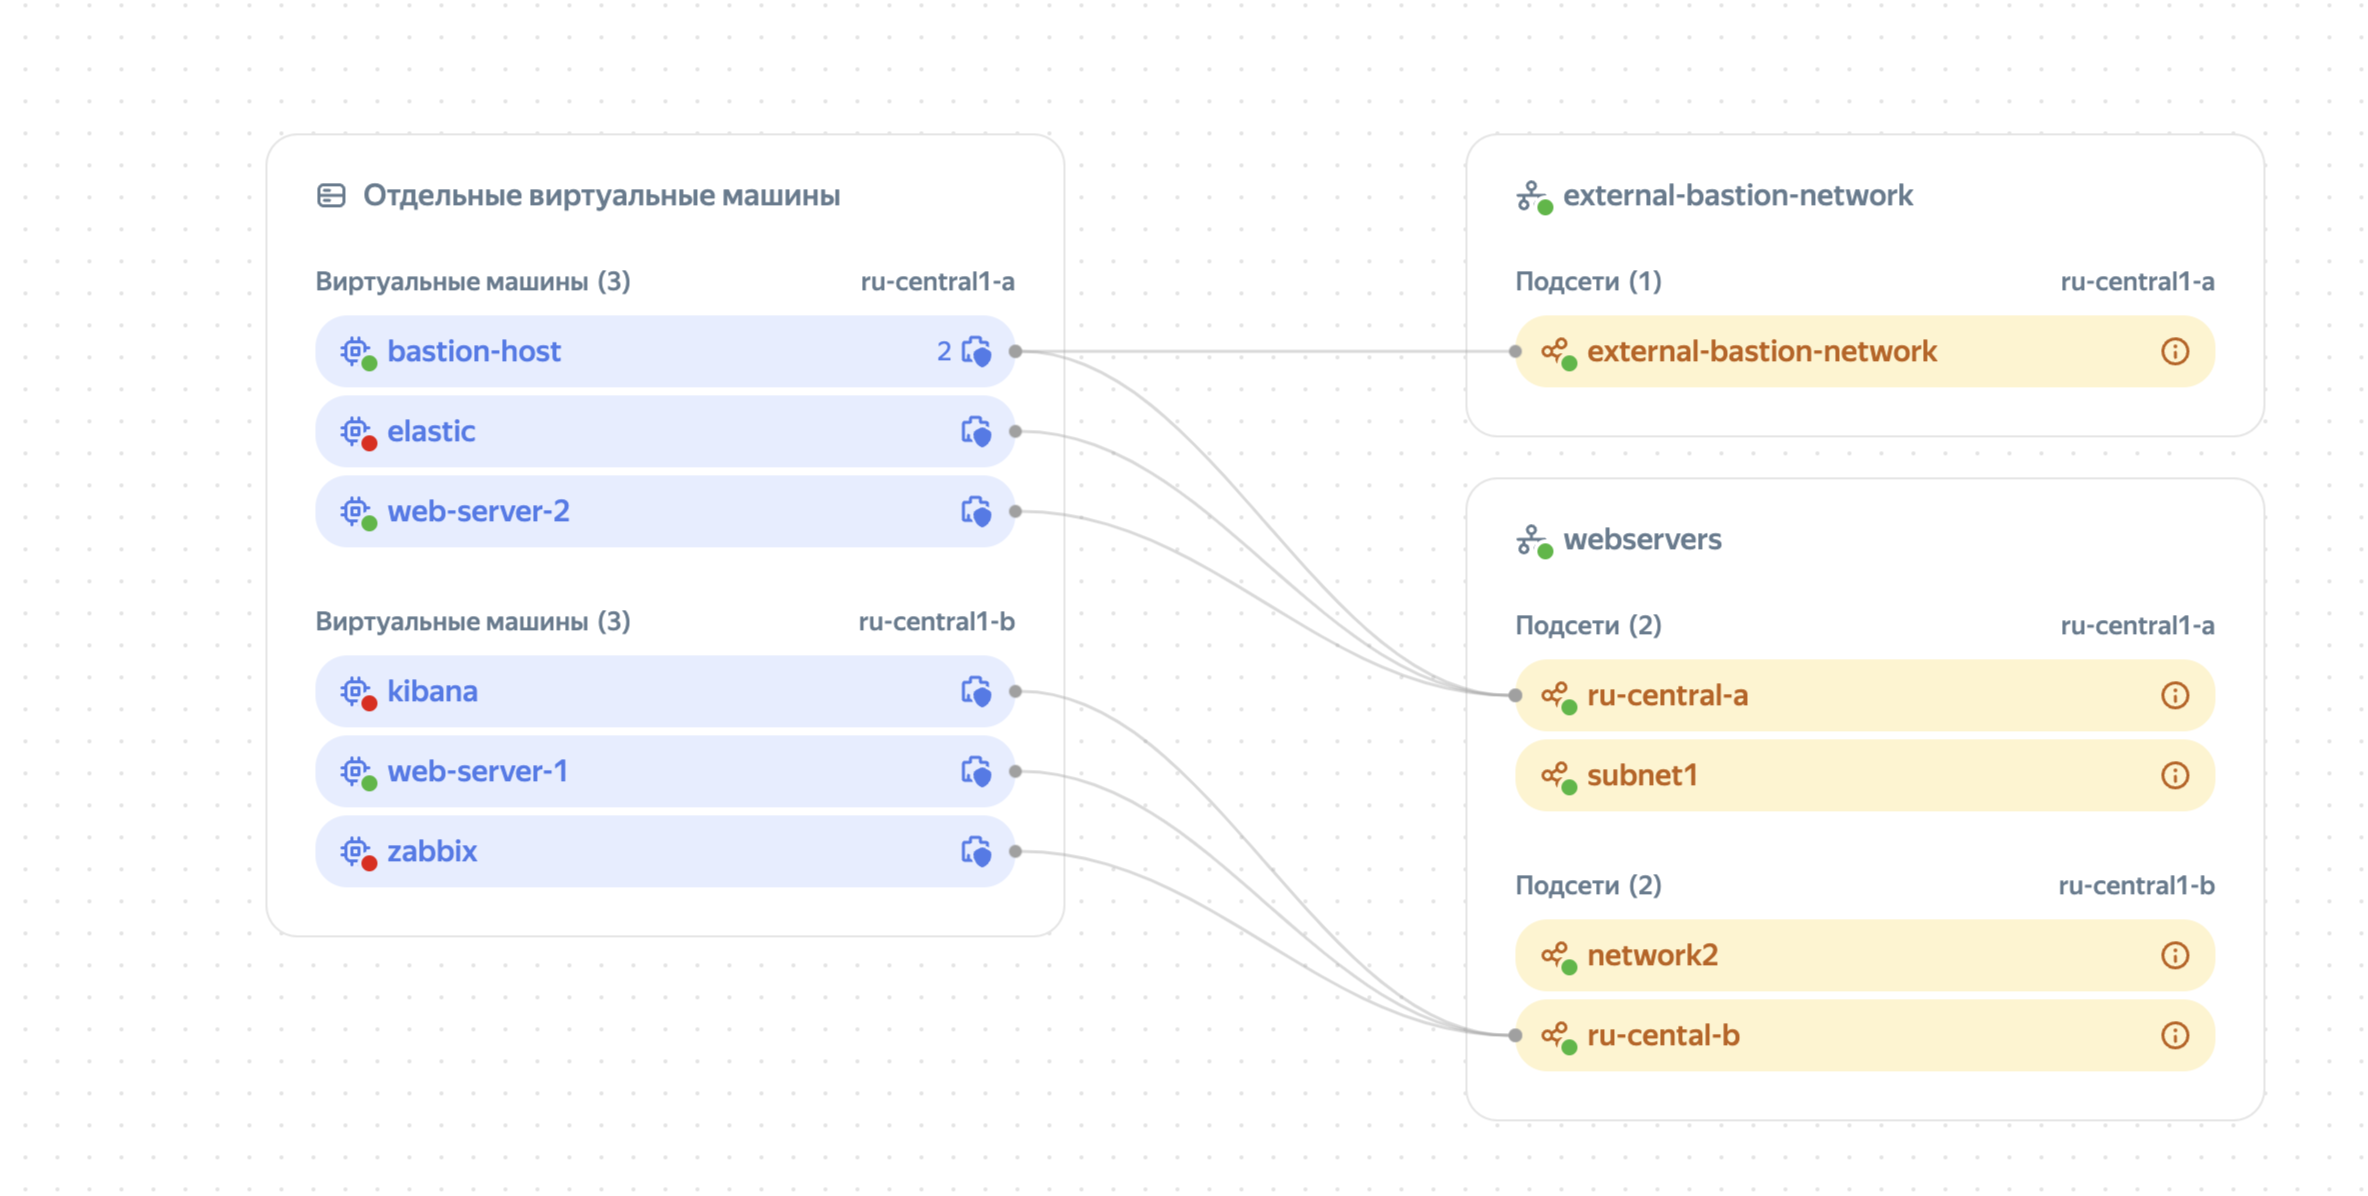 Отдельные виртуальные машины
Виртуальные машины (3) ru-central1-a
bastion-host 2
elastic
web-server-2
Виртуальные машины (3) ru-central1-b
kibana
web-server-1
zabbix
external-bastion-network
Подсети (1) ru-central1-a
external-bastion-network
webservers
Подсети (2) ru-central1-a
ru-central-a
subnet1
Подсети (2) ru-central1-b
network2
ru-cental-b